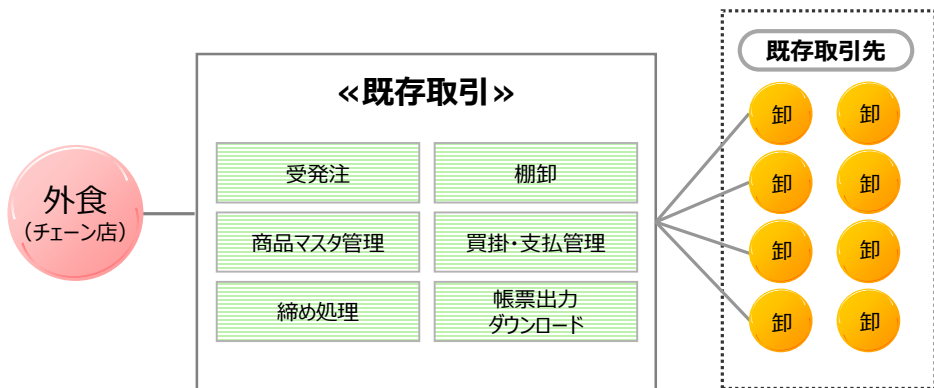 外食
（チェーン店）
≪既存取引≫
受発注
棚卸
商品マスタ管理
買掛・支払管理
締め処理
帳票出力
ダウンロード
既存取引先
卸 卸
卸 卸
卸 卸
卸 卸